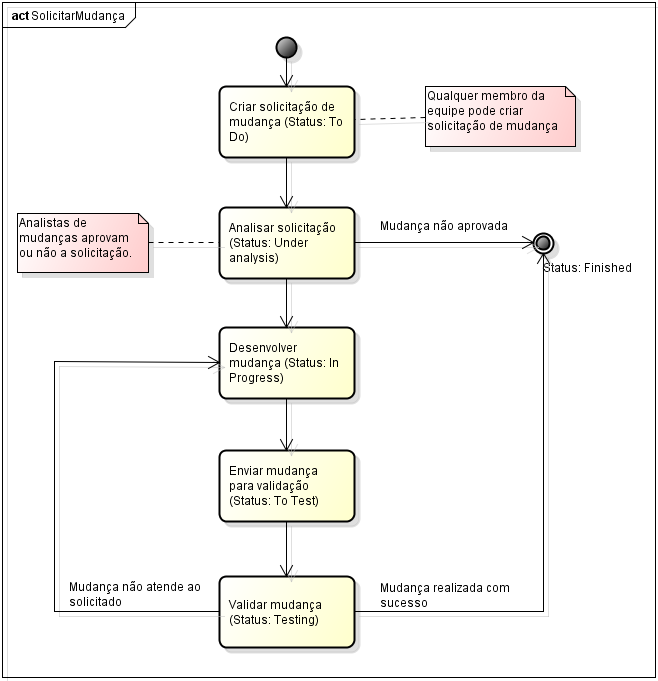 act SolicitarMudança
Criar solicitação de
mudança (Status: To
Do)
Qualquer membro da
equipe pode criar
solicitação de mudança
Analistas de
mudanças aprovam
ou não a solicitação.
Analisar solicitação
(Status: Under
analysis)
Mudança não aprovada
Status: Finished
Desenvolver
mudança (Status: In
Progress)
Enviar mudança
para validação
(Status: To Test)
Mudança não atende ao
solicitado
Validar mudança
(Status: Testing)
Mudança realizada com
sucesso